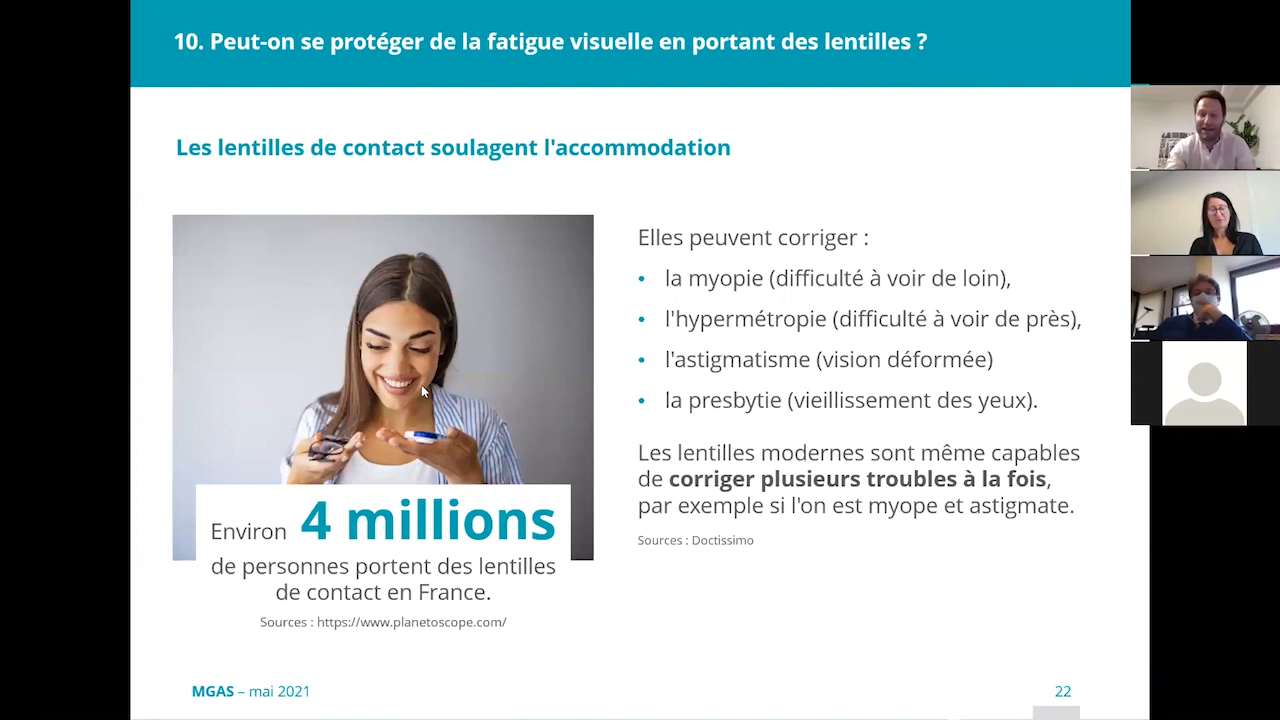 10. Peut-on se protéger de la fatigue visuelle en portant des lentilles ?
Les lentilles de contact soulagent l'accommodation
Environ 4 millions
de personnes portent des lentilles
de contact en France.
Sources : https://www.planetoscope.com/
Elles peuvent corriger :
• la myopie (difficulté à voir de loin),
• l'hypermétropie (difficulté à voir de près),
• l'astigmatisme (vision déformée)
• la presbytie (vieillissement des yeux).
Les lentilles modernes sont même capables
de corriger plusieurs troubles à la fois,
par exemple si l'on est myope et astigmate.
Sources : Doctissimo
MGAS – mai 2021
22